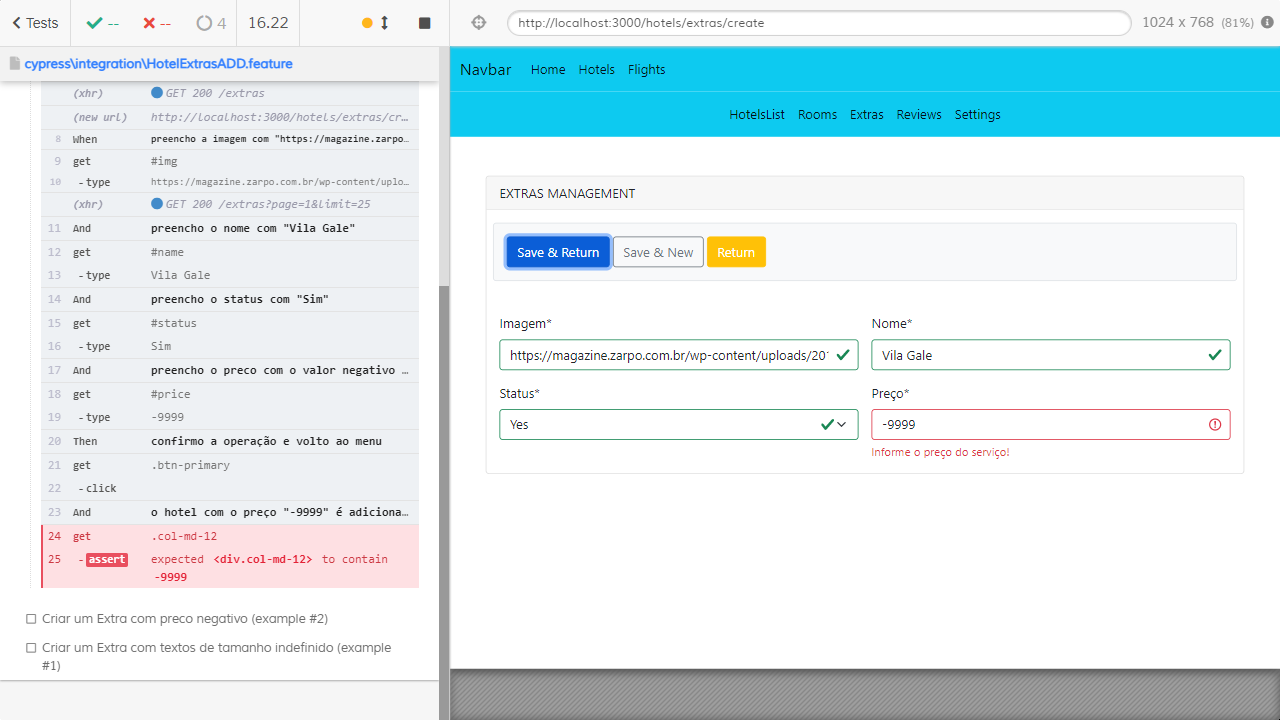 Tests
--
--
4
16.22
http://localhost:3000/hotels/extras/create
1024 x 768 (81%)
cypress\integration\HotelExtrasADD.feature
(xhr) GET 200 /extras
(new url) http://localhost:3000/hotels/extras/cr…
8 When preencho a imagem com "https://magazine.zarpo…
9 get #img
10 -type https://magazine.zarpo.com.br/wp-content/uplo…
(xhr) GET 200 /extras?page=1&limit=25
11 And preencho o nome com "Vila Gale"
12 get #name
13 -type Vila Gale
14 And preencho o status com "Sim"
15 get #status
16 -type Sim
17 And preencho o preco com o valor negativo …
18 get #price
19 -type -9999
20 Then confirmo a operação e volto ao menu
21 get .btn-primary
22 -click
23 And o hotel com o preço "-9999" é adiciona…
24 get .col-md-12
25 -assert expected <div.col-md-12> to contain
-9999
Criar um Extra com preco negativo (example #2)
Criar um Extra com textos de tamanho indefinido (example
#1)
Navbar Home Hotels Flights
HotelsList Rooms Extras Reviews Settings
EXTRAS MANAGEMENT
Save & Return Save & New Return
Imagem* Nome*
https://magazine.zarpo.com.br/wp-content/uploads/201 Vila Gale
Status* Preço*
Yes -9999
Informe o preço do serviço!